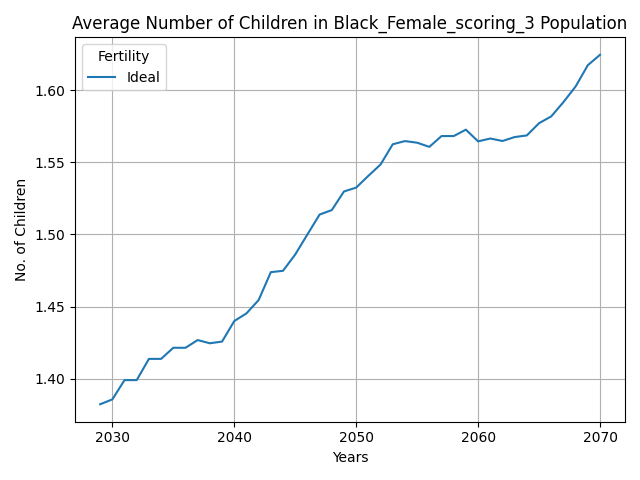 Average Number of Children in Black_Female_scoring_3 Population
Fertility
Ideal
No. of Children
1.60
1.55
1.50
1.45
1.40
2030 2040 2050 2060 2070
Years